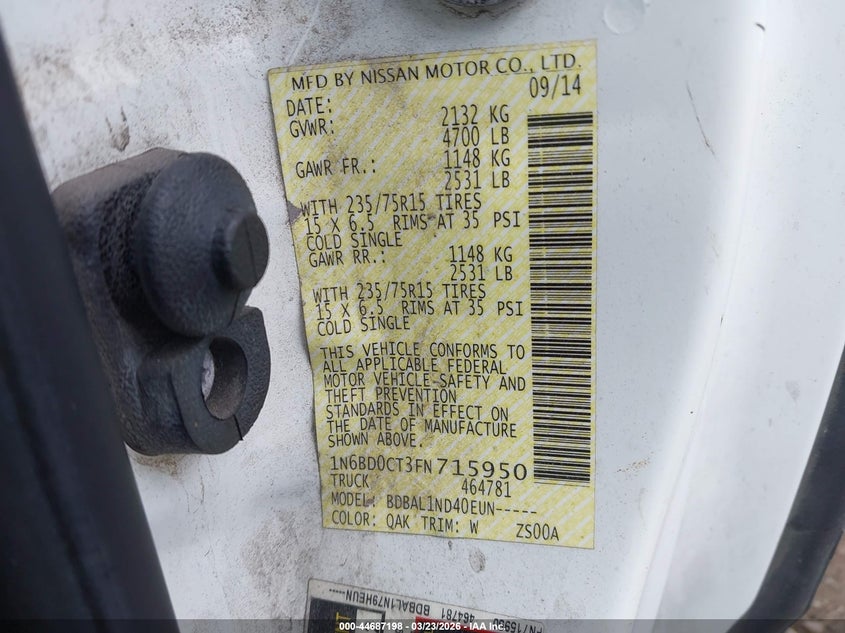 MFD BY NISSAN MOTOR CO., LTD.
DATE: 09/14
GVWR: 2132 KG
4700 LB
GAWR FR.: 1148 KG
2531 LB
WITH 235/75R15 TIRES
15 X 6.5 RIMS AT 35 PSI
COLD SINGLE
GAWR RR.: 1148 KG
2531 LB
WITH 235/75R15 TIRES
15 X 6.5 RIMS AT 35 PSI
COLD SINGLE
THIS VEHICLE CONFORMS TO
ALL APPLICABLE FEDERAL
MOTOR VEHICLE SAFETY AND
THEFT PREVENTION
STANDARDS IN EFFECT ON
THE DATE OF MANUFACTURE
SHOWN ABOVE.
1N6BD0CT3FN715950
TRUCK 464781
MODEL: BDBAL1ND40EUN-----
COLOR: QAK TRIM: W ZS00A
464781 BDBAL1N79HEUN-----
000-44687198 - 03/23/2026 - IAA Inc.